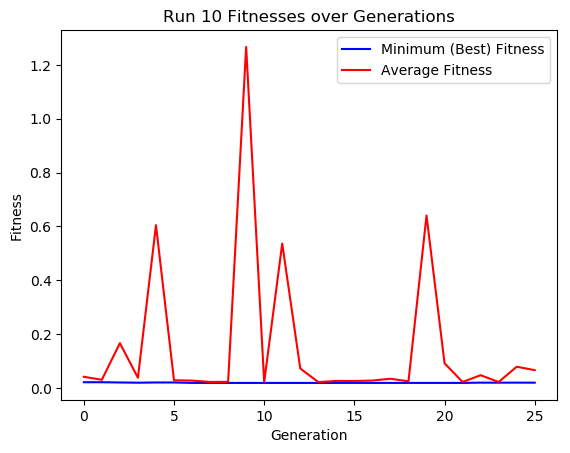 Run 10 Fitnesses over Generations
Minimum (Best) Fitness
Average Fitness
Fitness
1.2
1.0
0.8
0.6
0.4
0.2
0.0
0 5 10 15 20 25
Generation